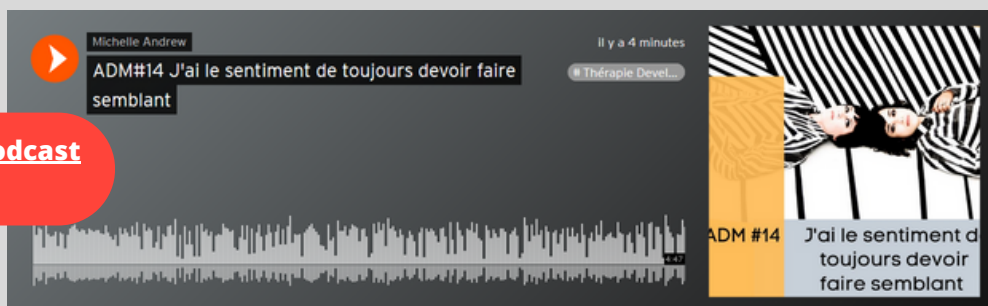 Michelle Andrew
il y a 4 minutes
ADM#14 J'ai le sentiment de toujours devoir faire
semblant
# Thérapie Devel...
odcast
4:47
ADM #14
J'ai le sentiment d
toujours devoir
faire semblant